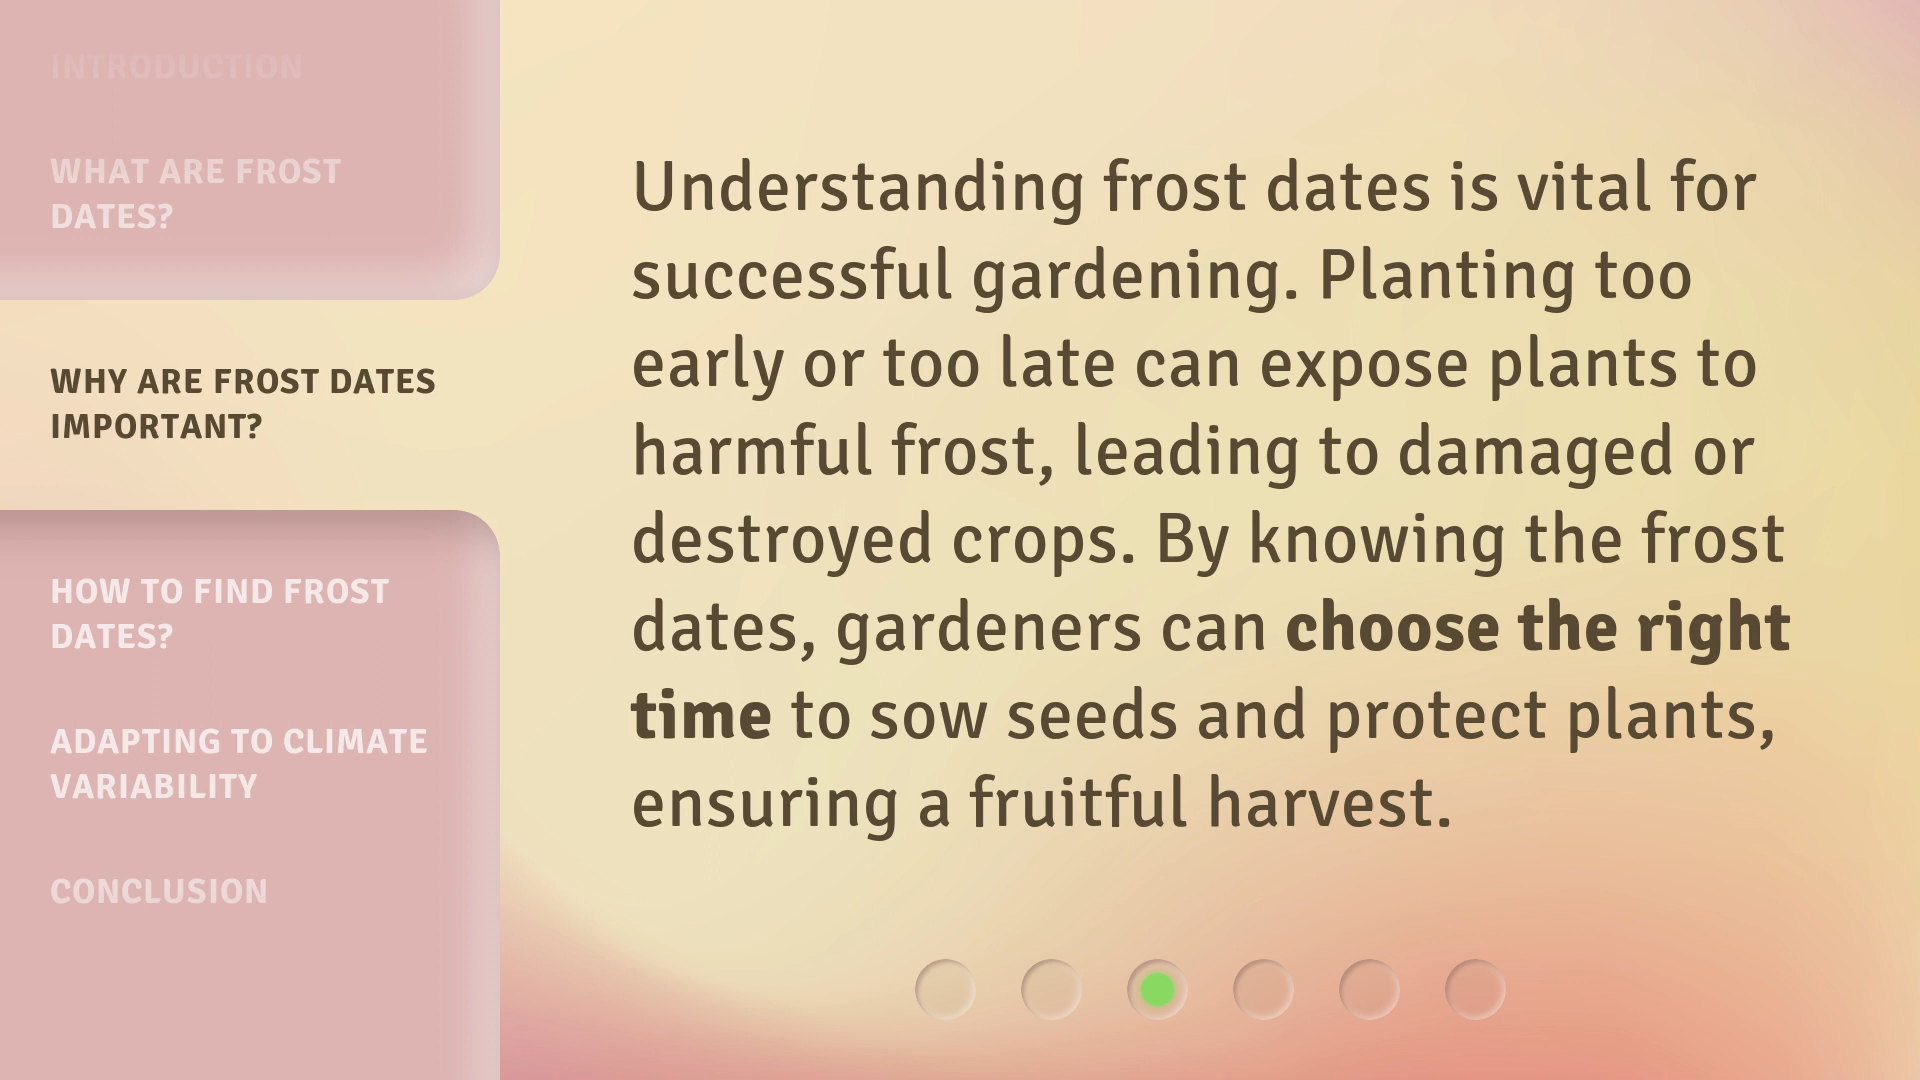 INTRODUCTION
WHAT ARE FROST
DATES?
WHY ARE FROST DATES
IMPORTANT?
HOW TO FIND FROST
DATES?
ADAPTING TO CLIMATE
VARIABILITY
CONCLUSION
Understanding frost dates is vital for
successful gardening. Planting too
early or too late can expose plants to
harmful frost, leading to damaged or
destroyed crops. By knowing the frost
dates, gardeners can choose the right
time to sow seeds and protect plants,
ensuring a fruitful harvest.